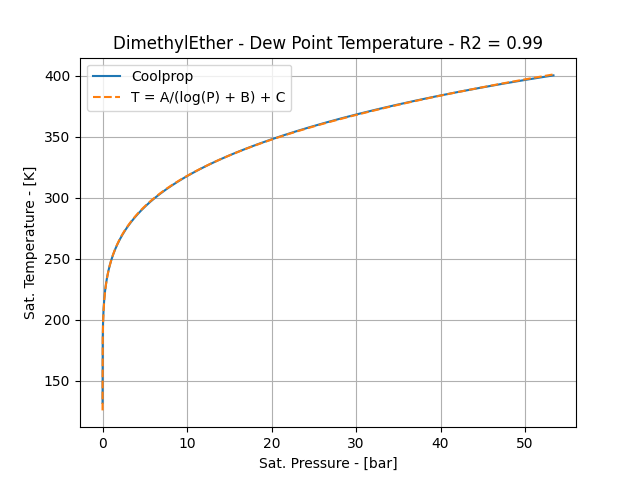 DimethylEther - Dew Point Temperature - R2 = 0.99
Coolprop
T = A/(log(P) + B) + C
Sat. Temperature - [K]
400
350
300
250
200
150
0 10 20 30 40 50
Sat. Pressure - [bar]